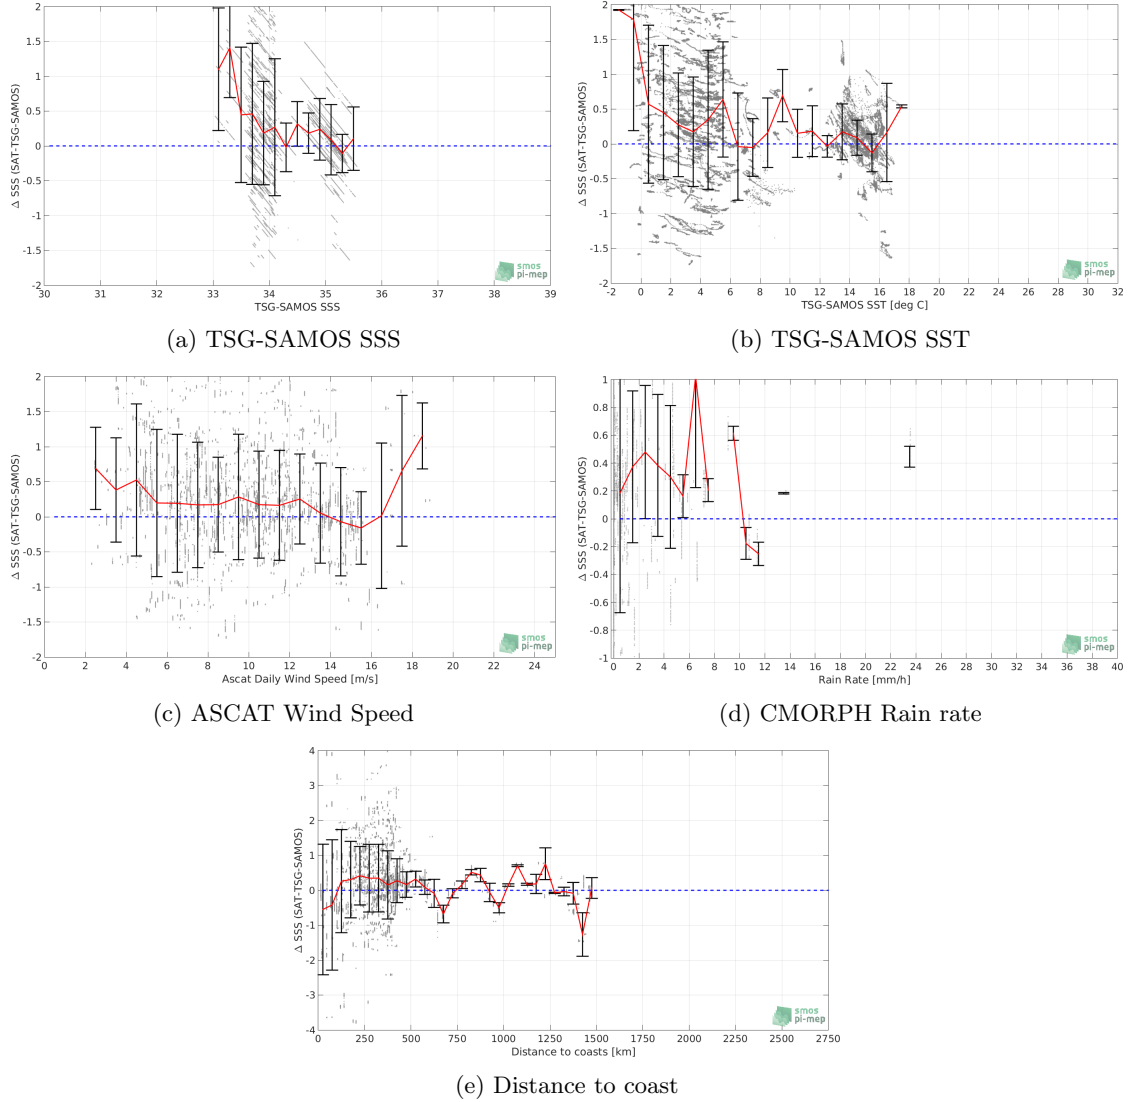 2
1.5
1
0.5
0
-0.5
-1
-1.5
-2
Δ SSS (SAT-TSG-SAMOS)
30 31 32 33 34 35 36 37 38 39
TSG-SAMOS SSS
smos
pi-mep
(a) TSG-SAMOS SSS
2
1.5
1
0.5
0
-0.5
-1
-1.5
-2
Δ SSS (SAT-TSG-SAMOS)
-2 0 2 4 6 8 10 12 14 16 18 20 22 24 26 28 30 32
TSG-SAMOS SST [deg C]
smos
pi-mep
(b) TSG-SAMOS SST
2
1.5
1
0.5
0
-0.5
-1
-1.5
-2
Δ SSS (SAT-TSG-SAMOS)
0 2 4 6 8 10 12 14 16 18 20 22 24
Ascat Daily Wind Speed [m/s]
smos
pi-mep
(c) ASCAT Wind Speed
1
0.8
0.6
0.4
0.2
0
-0.2
-0.4
-0.6
-0.8
-1
Δ SSS (SAT-TSG-SAMOS)
0 2 4 6 8 10 12 14 16 18 20 22 24 26 28 30 32 34 36 38 40
Rain Rate [mm/h]
smos
pi-mep
(d) CMORPH Rain rate
4
3
2
1
0
-1
-2
-3
-4
Δ SSS (SAT-TSG-SAMOS)
0 250 500 750 1000 1250 1500 1750 2000 2250 2500 2750
Distance to coasts [km]
smos
pi-mep
(e) Distance to coast